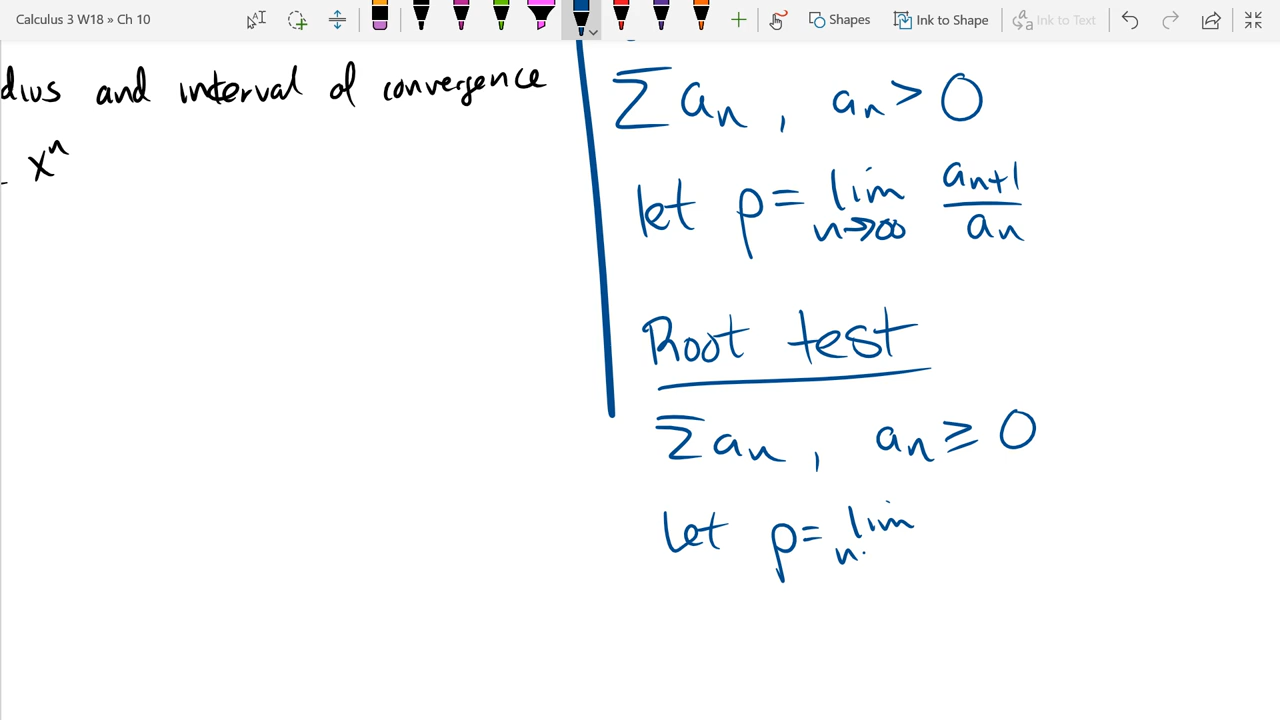 Calculus 3 W18 » Ch 10
Shapes
Ink to Shape
Ink to Text
dius and interval of convergence
x^n
∑ a_n , a_n > 0
let p = lim_{n→∞} a_{n+1}/a_n
Root test
∑ a_n , a_n ≥ 0
Let p = lim
n.